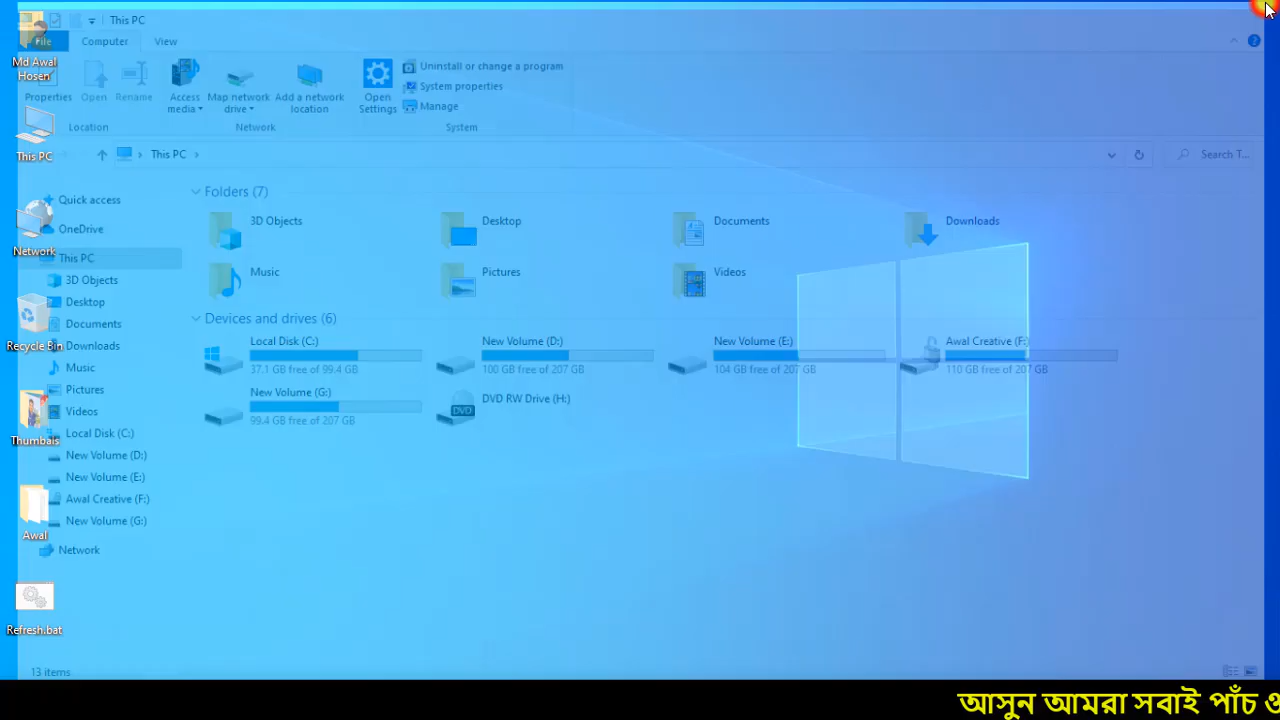 This PC
File Computer View
Md Awal
Hosen
Properties Open Rename Access
media Map network
drive Add a network
location Open
Settings Uninstall or change a program
System properties
Manage
Location Network System
This PC
This PC Search T...
Quick access
OneDrive
Network
This PC
3D Objects
Desktop
Documents
Recycle Bin Downloads
Music
Pictures
Videos
Thumbais
Local Disk (C:)
New Volume (D:)
New Volume (E:)
Awal Creative (F:)
New Volume (G:)
Awal
Network
Refresh.bat
Folders (7)
3D Objects Desktop Documents Downloads
Music Pictures Videos
Devices and drives (6)
Local Disk (C:) New Volume (D:) New Volume (E:) Awal Creative (F:)
37.1 GB free of 99.4 GB 100 GB free of 207 GB 104 GB free of 207 GB 110 GB free of 207 GB
New Volume (G:) DVD RW Drive (H:)
DVD
99.4 GB free of 207 GB
13 items
আসুন আমরা সবাই পাঁচ